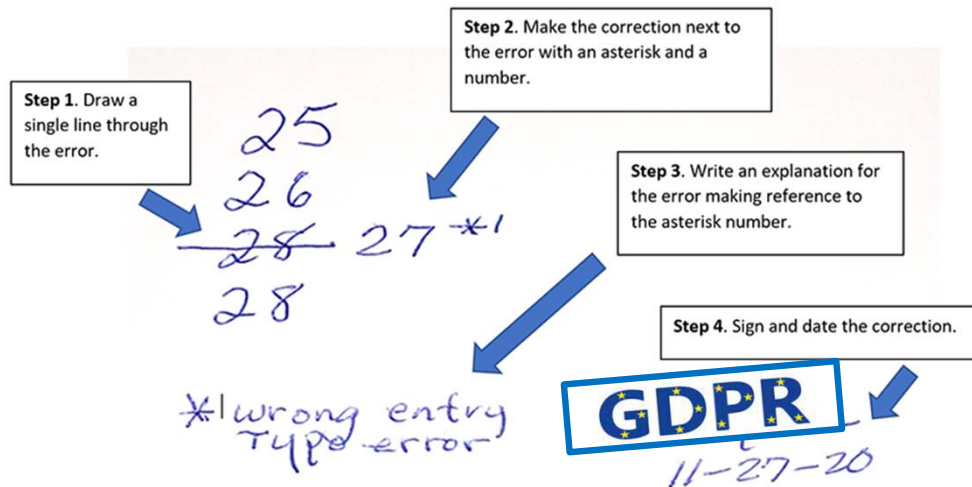 Step 2. Make the correction next to
the error with an asterisk and a
number.
Step 1. Draw a
single line through
the error.
25
26
28 27 *1
28
Step 3. Write an explanation for
the error making reference to
the asterisk number.
Step 4. Sign and date the correction.
*1 wrong entry
Type error
GDPR
11-27-20